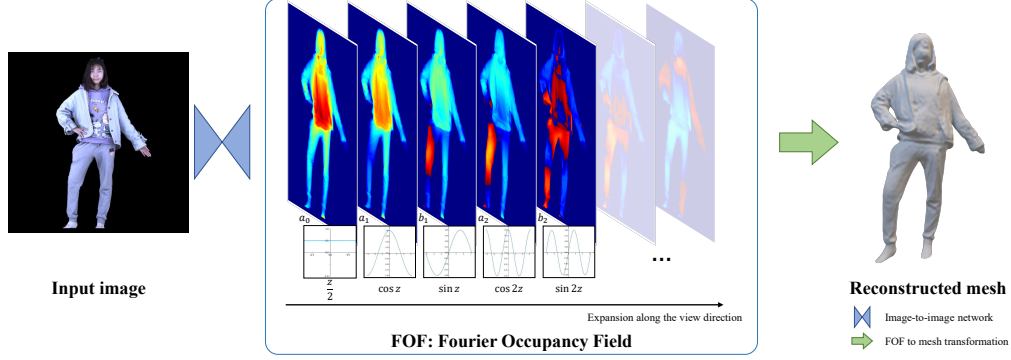 a₀ a₁ b₁ a₂ b₂
...
z/2 cos z sin z cos 2z sin 2z
Input image
Expansion along the view direction
FOF: Fourier Occupancy Field
Reconstructed mesh
Image-to-image network
FOF to mesh transformation